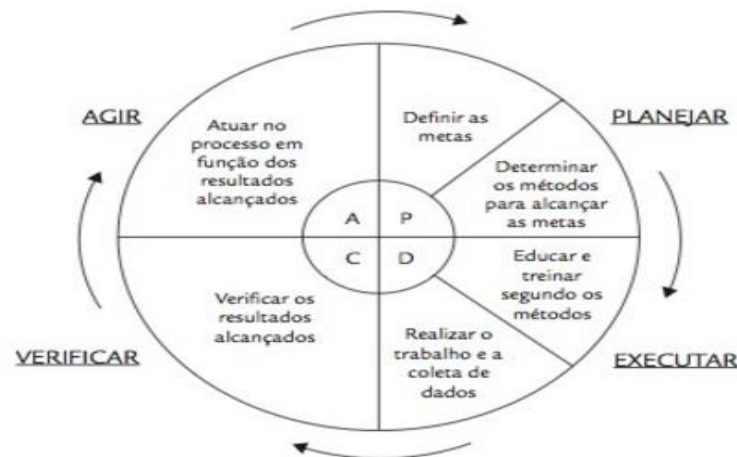 AGIR
Atuar no
processo em
função dos
resultados
alcançados
Definir as
metas
PLANEJAR
Determinar
os métodos
para alcançar
as metas
A
P
C
D
Educar e
treinar
segundo os
métodos
Verificar os
resultados
alcançados
Realizar o
trabalho e a
coleta de
dados
VERIFICAR
EXECUTAR